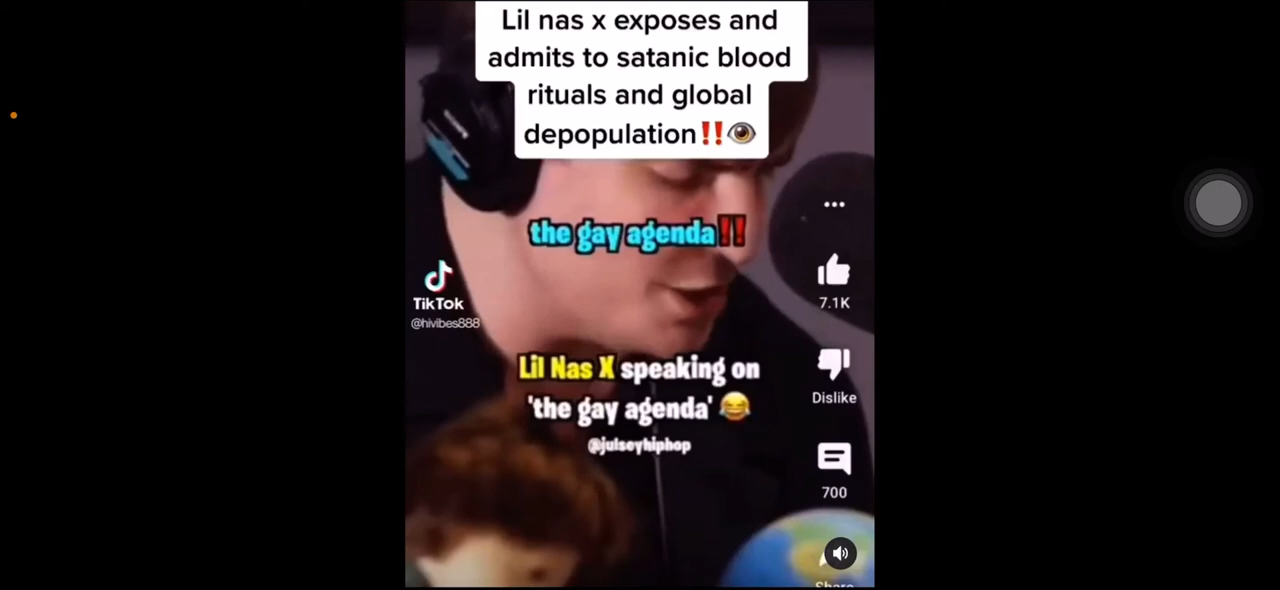 Lil nas x exposes and
admits to satanic blood
rituals and global
depopulation‼️👁️
the gay agenda‼️
TikTok
@hivibes888
7.1K
Lil Nas X speaking on
'the gay agenda' 😂
Dislike
@julseyhiphop
700
Share